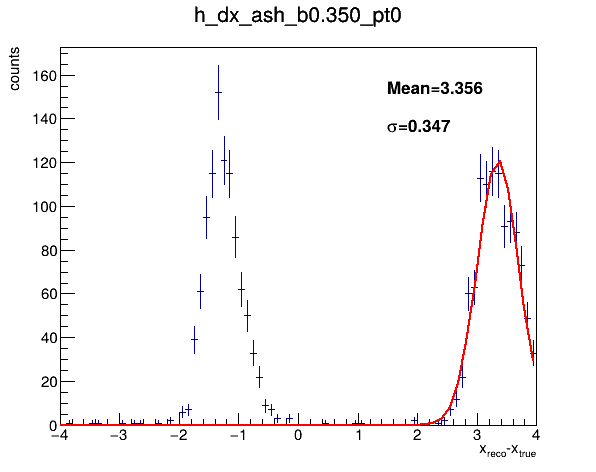 h_dx_ash_b0.350_pt0
counts
Mean=3.356
σ=0.347
160
140
120
100
80
60
40
20
0
−4 −3 −2 −1 0 1 2 3 4
x_reco-x_true